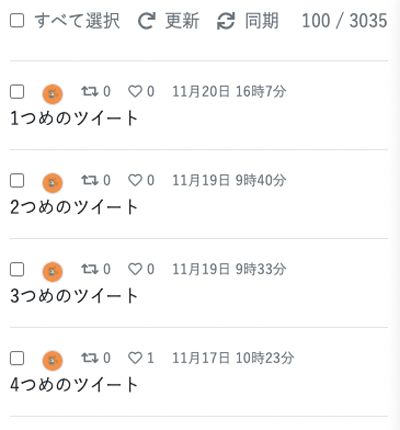 すべて選択 更新 同期 100 / 3035
0 0 11月20日 16時7分
1つめのツイート
0 0 11月19日 9時40分
2つめのツイート
0 0 11月19日 9時33分
3つめのツイート
0 1 11月17日 10時23分
4つめのツイート